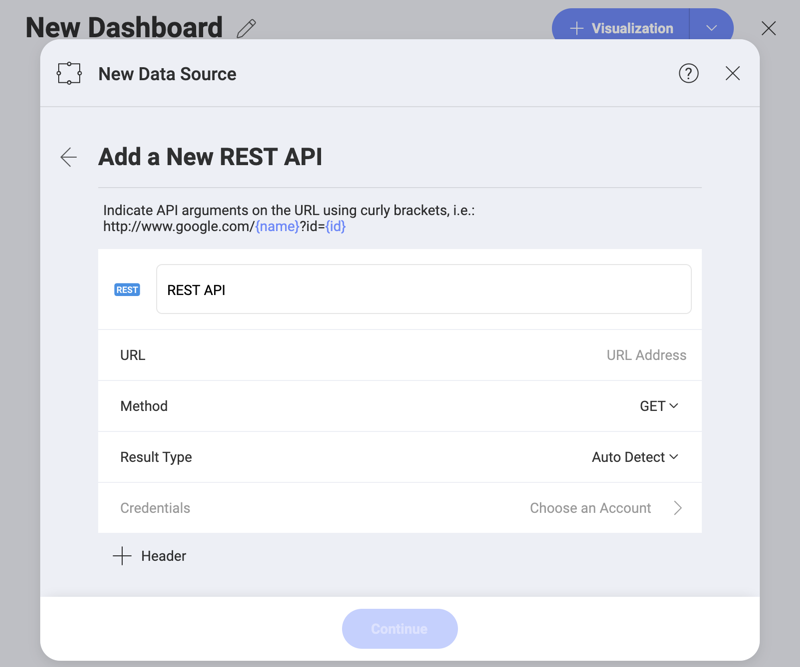 New Dashboard
Visualization
New Data Source
?
Add a New REST API
Indicate API arguments on the URL using curly brackets, i.e.:
http://www.google.com/{name}?id={id}
REST
REST API
URL
URL Address
Method
GET
Result Type
Auto Detect
Credentials
Choose an Account
Header
Continue